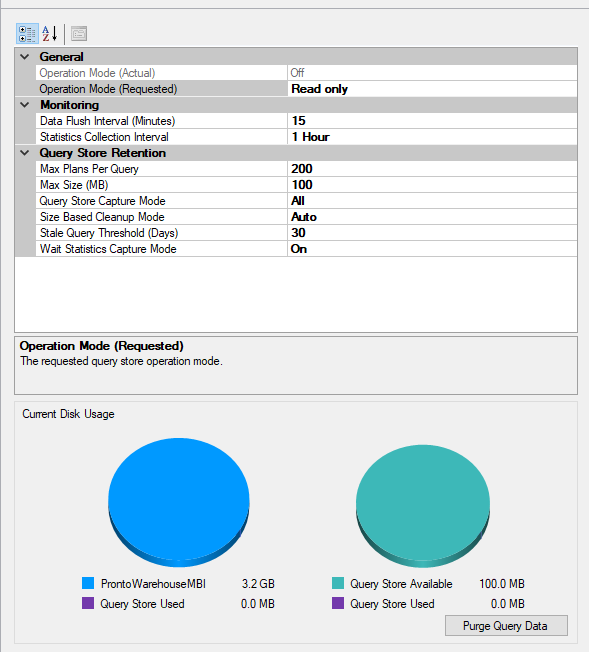 General
Operation Mode (Actual) Off
Operation Mode (Requested) Read only
Monitoring
Data Flush Interval (Minutes) 15
Statistics Collection Interval 1 Hour
Query Store Retention
Max Plans Per Query 200
Max Size (MB) 100
Query Store Capture Mode All
Size Based Cleanup Mode Auto
Stale Query Threshold (Days) 30
Wait Statistics Capture Mode On
Operation Mode (Requested)
The requested query store operation mode.
Current Disk Usage
ProntoWarehouseMBI 3.2 GB
Query Store Used 0.0 MB
Query Store Available 100.0 MB
Query Store Used 0.0 MB
Purge Query Data